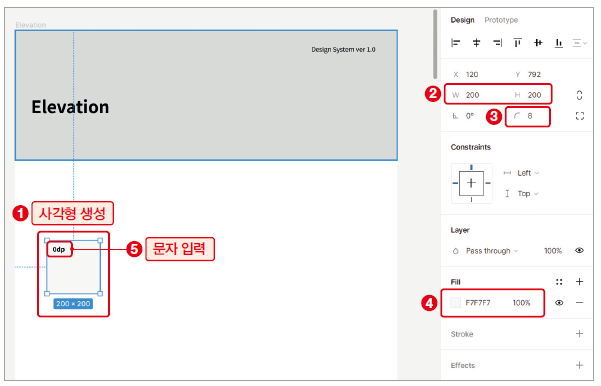 Elevation
Design System ver 1.0
Elevation
1 사각형 생성
0dp
5 문자 입력
200 × 200
Design Prototype
X 120 Y 792
2 W 200 H 200
0° 3 8
Constraints
Left
Top
Layer
Pass through 100%
Fill
4 F7F7F7 100%
Stroke
Effects